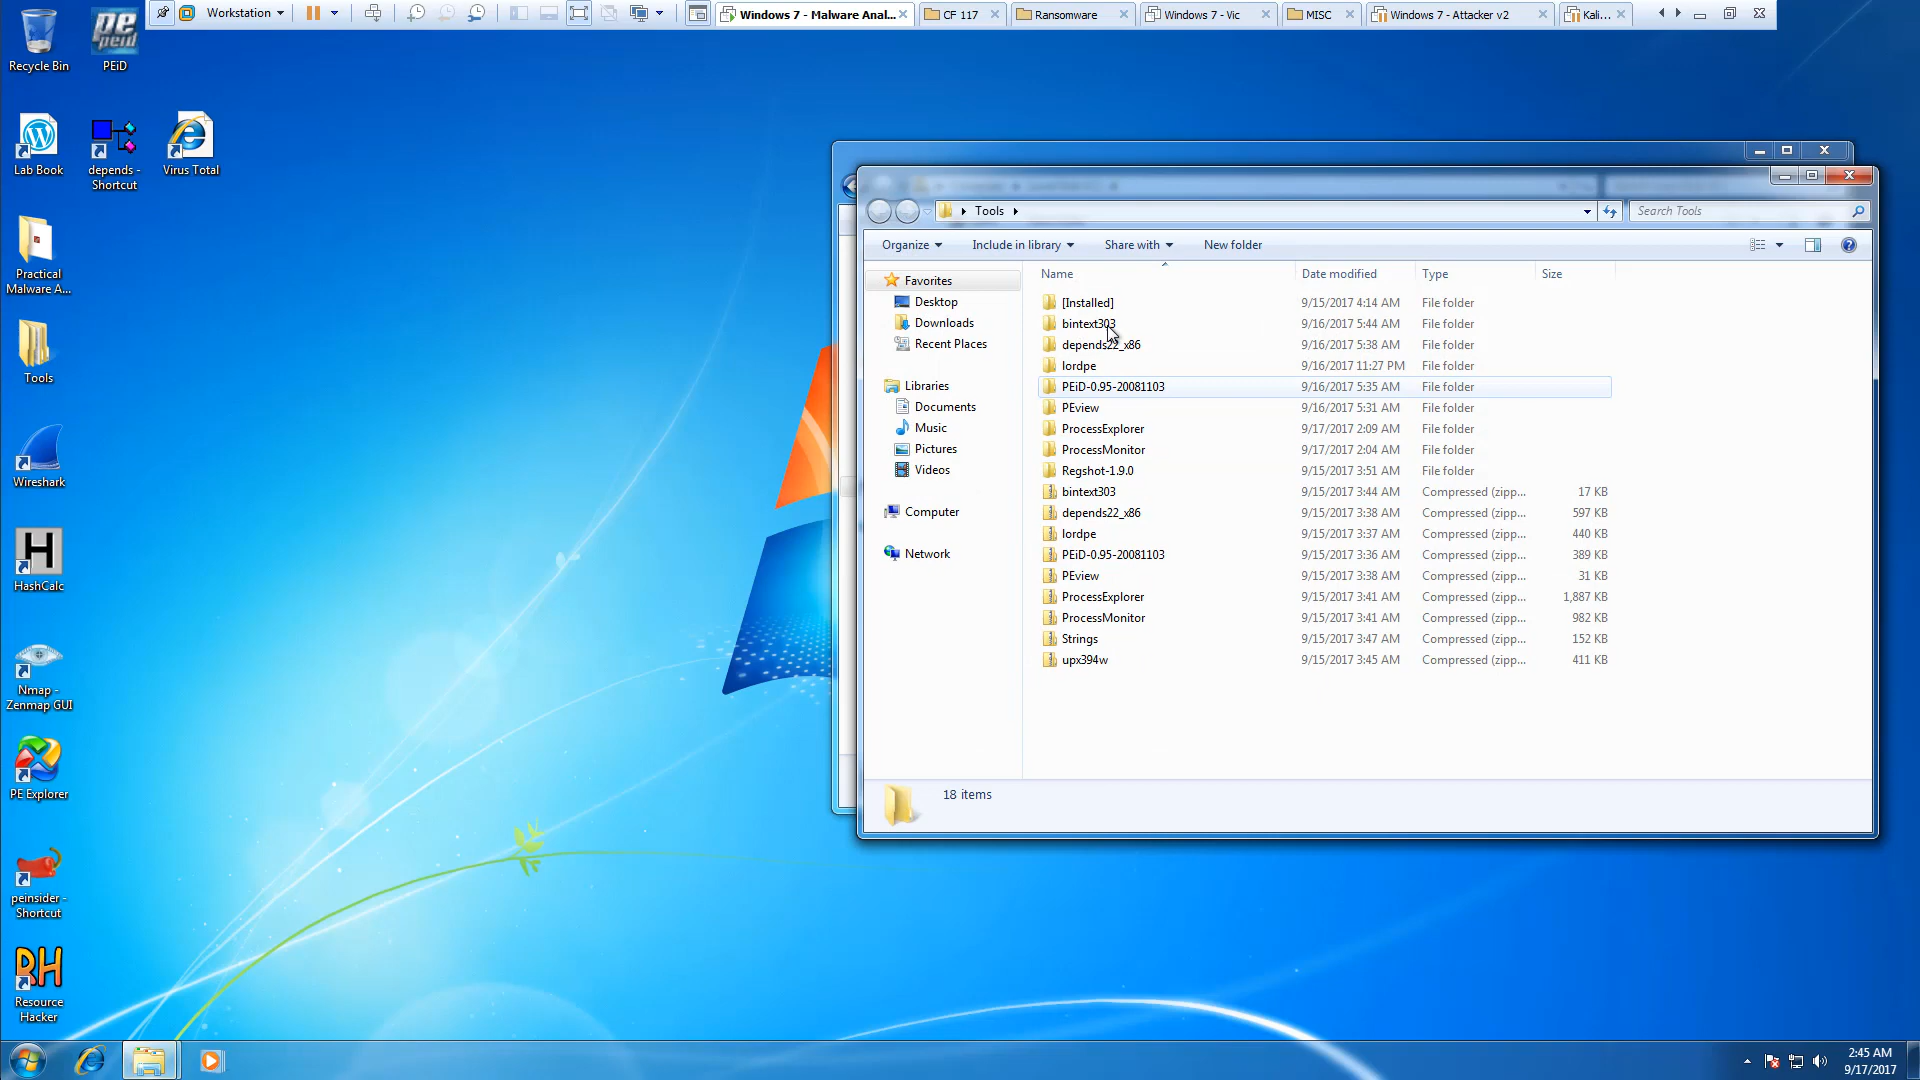 Workstation
Windows 7 - Malware Anal...
CF 117
Ransomware
Windows 7 - Vic
MISC
Windows 7 - Attacker v2
Kali...
Recycle Bin
pe
peid
PEiD
Lab Book
depends -
Shortcut
Virus Total
Practical
Malware A...
Tools
Wireshark
H
HashCalc
Nmap -
Zenmap GUI
PE Explorer
peinsider -
Shortcut
RH
Resource
Hacker
Tools
Search Tools
Organize
Include in library
Share with
New folder
Favorites
Desktop
Downloads
Recent Places
Libraries
Documents
Music
Pictures
Videos
Computer
Network
Name Date modified Type Size
[Installed] 9/15/2017 4:14 AM File folder
bintext303 9/16/2017 5:44 AM File folder
depends22_x86 9/16/2017 5:38 AM File folder
lordpe 9/16/2017 11:27 PM File folder
PEiD-0.95-20081103 9/16/2017 5:35 AM File folder
PEview 9/16/2017 5:31 AM File folder
ProcessExplorer 9/17/2017 2:09 AM File folder
ProcessMonitor 9/17/2017 2:04 AM File folder
Regshot-1.9.0 9/15/2017 3:51 AM File folder
bintext303 9/15/2017 3:44 AM Compressed (zipp... 17 KB
depends22_x86 9/15/2017 3:38 AM Compressed (zipp... 597 KB
lordpe 9/15/2017 3:37 AM Compressed (zipp... 440 KB
PEiD-0.95-20081103 9/15/2017 3:36 AM Compressed (zipp... 389 KB
PEview 9/15/2017 3:38 AM Compressed (zipp... 31 KB
ProcessExplorer 9/15/2017 3:41 AM Compressed (zipp... 1,887 KB
ProcessMonitor 9/15/2017 3:41 AM Compressed (zipp... 982 KB
Strings 9/15/2017 3:47 AM Compressed (zipp... 152 KB
upx394w 9/15/2017 3:45 AM Compressed (zipp... 411 KB
18 items
2:45 AM
9/17/2017